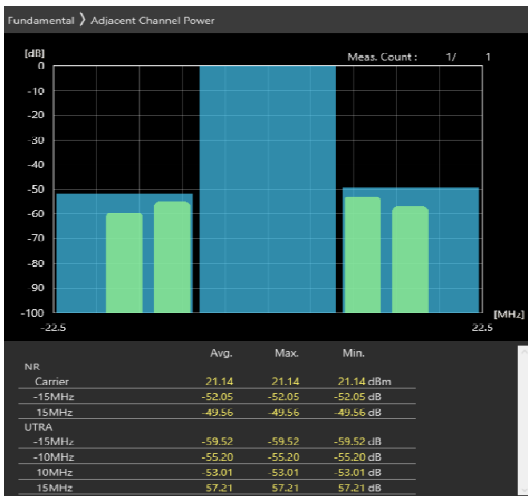 Fundamental ❯ Adjacent Channel Power
[dB]
Meas. Count : 1/ 1
0
-10
-20
-30
-40
-50
-60
-70
-80
90
-100
[MHz]
-22.5 22.5
Avg. Max. Min.
NR
Carrier 21.14 21.14 21.14 dBm
-15MHz -52.05 -52.05 -52.05 dB
15MHz -49.56 -49.56 -49.56 dB
UTRA
-15MHz -59.52 -59.52 -59.52 dB
-10MHz -55.20 -55.20 -55.20 dB
10MHz -53.01 -53.01 -53.01 dB
15MHz 57.21 57.21 57.21 dB